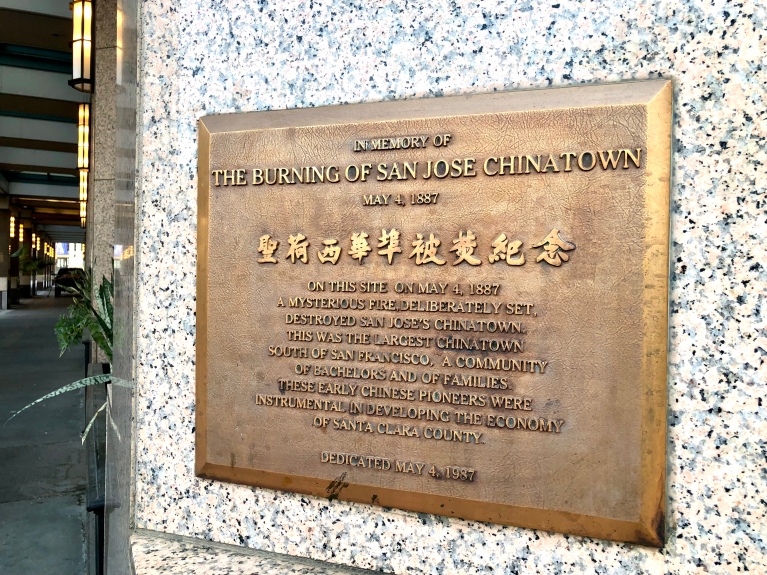 IN MEMORY OF
THE BURNING OF SAN JOSE CHINATOWN
MAY 4, 1887
聖荷西華埠被焚紀念
ON THIS SITE ON MAY 4, 1887
A MYSTERIOUS FIRE, DELIBERATELY SET,
DESTROYED SAN JOSE'S CHINATOWN.
THIS WAS THE LARGEST CHINATOWN
SOUTH OF SAN FRANCISCO, A COMMUNITY
OF BACHELORS AND OF FAMILIES.
THESE EARLY CHINESE PIONEERS WERE
INSTRUMENTAL IN DEVELOPING THE ECONOMY
OF SANTA CLARA COUNTY.
DEDICATED MAY 4, 1987